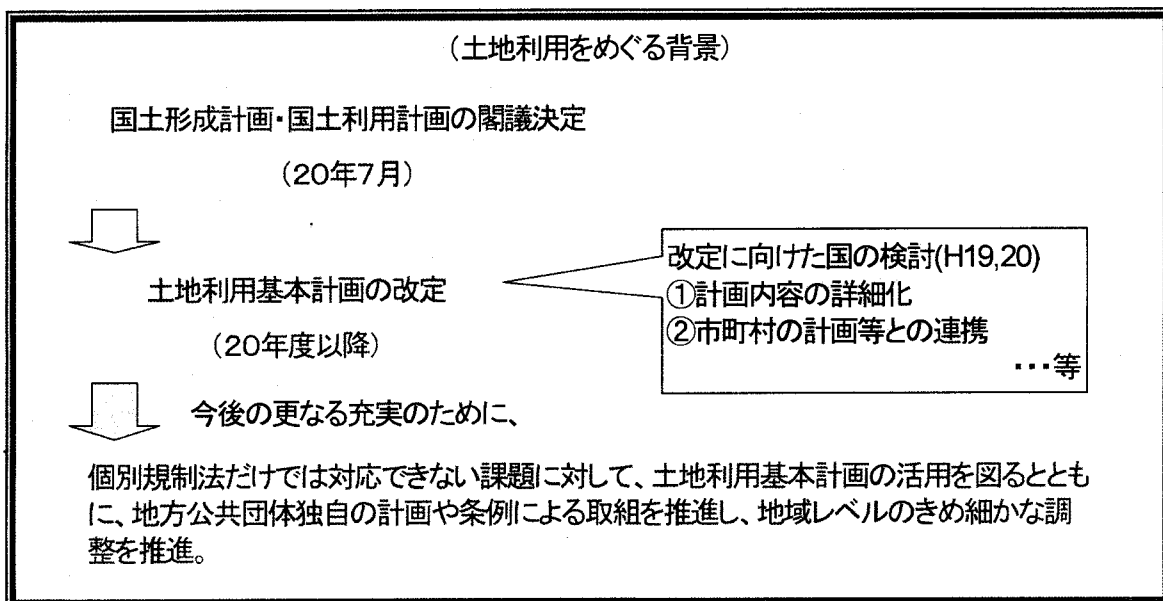 （土地利用をめぐる背景）
国土形成計画・国土利用計画の閣議決定
（20年7月）
土地利用基本計画の改定
（20年度以降）
改定に向けた国の検討(H19,20)
①計画内容の詳細化
②市町村の計画等との連携
・・・等
今後の更なる充実のために、
個別規制法だけでは対応できない課題に対して、土地利用基本計画の活用を図るととも
に、地方公共団体独自の計画や条例による取組を推進し、地域レベルのきめ細かな調
整を推進。